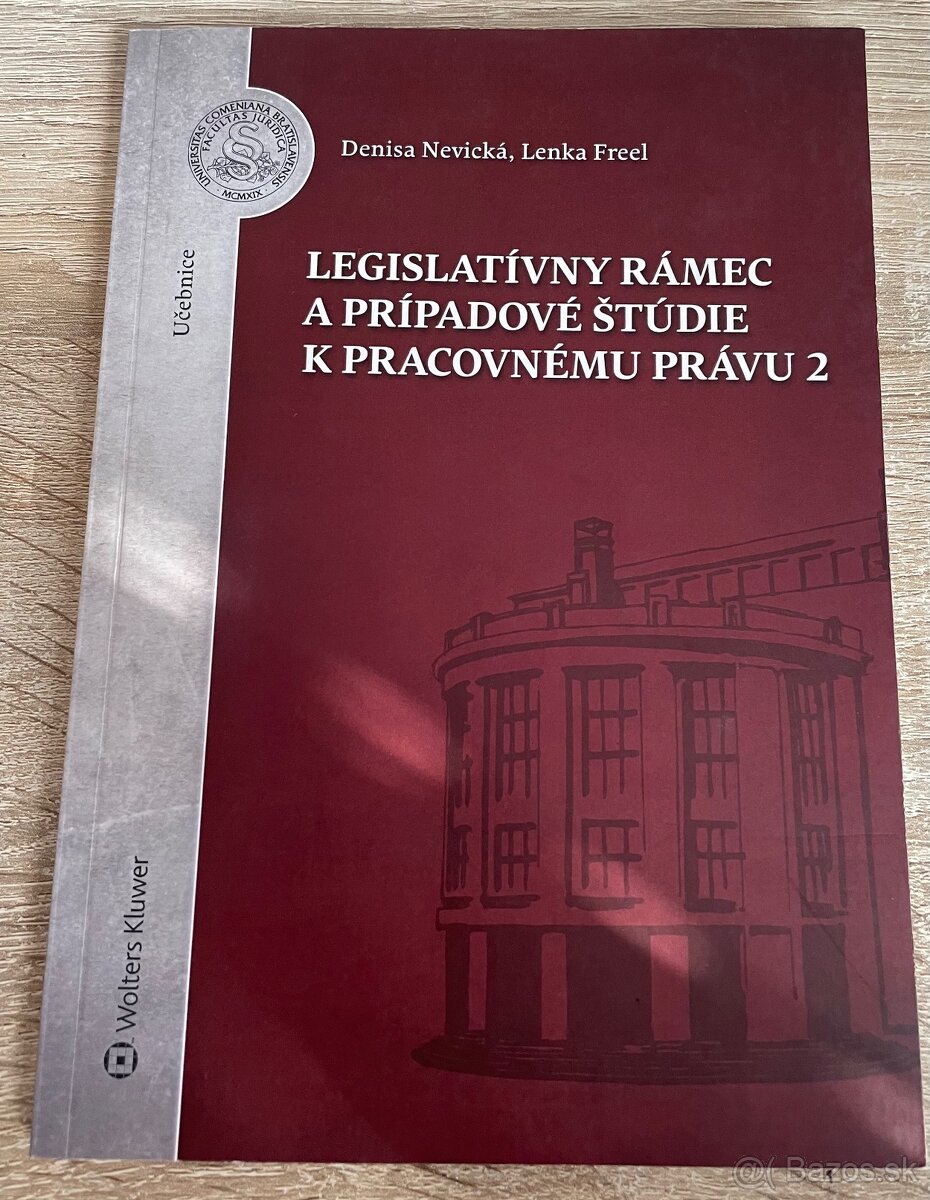 UNIVERSITAS COMENIANA BRATISLAVENSIS
FACULTAS JURIDICA
MCMXIX
Denisa Nevická, Lenka Freel
LEGISLATÍVNY RÁMEC
A PRÍPADOVÉ ŠTÚDIE
K PRACOVNÉMU PRÁVU 2
Učebnice
Wolters Kluwer
@( Bazos.sk